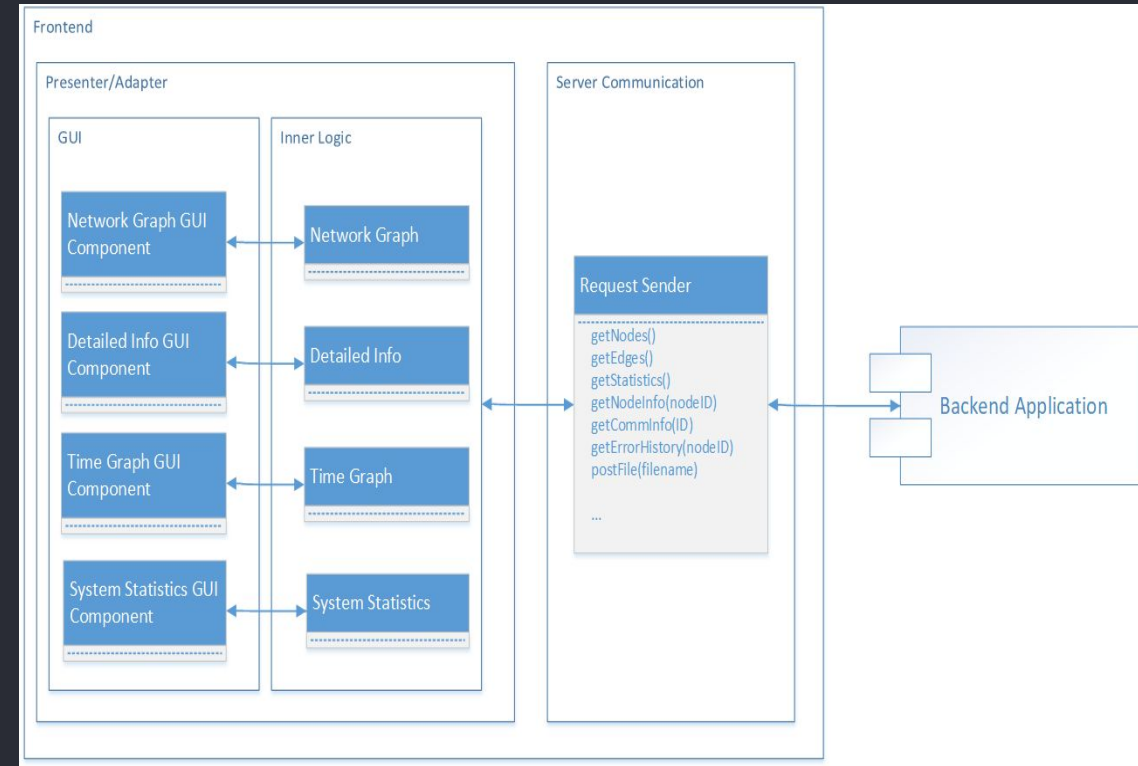 Frontend
Presenter/Adapter
GUI
Network Graph GUI
Component
Detailed Info GUI
Component
Time Graph GUI
Component
System Statistics GUI
Component
Inner Logic
Network Graph
Detailed Info
Time Graph
System Statistics
Server Communication
Request Sender
getNodes()
getEdges()
getStatistics()
getNodeInfo(nodeID)
getCommInfo(ID)
getErrorHistory(nodeID)
postFile(filename)
...
Backend Application